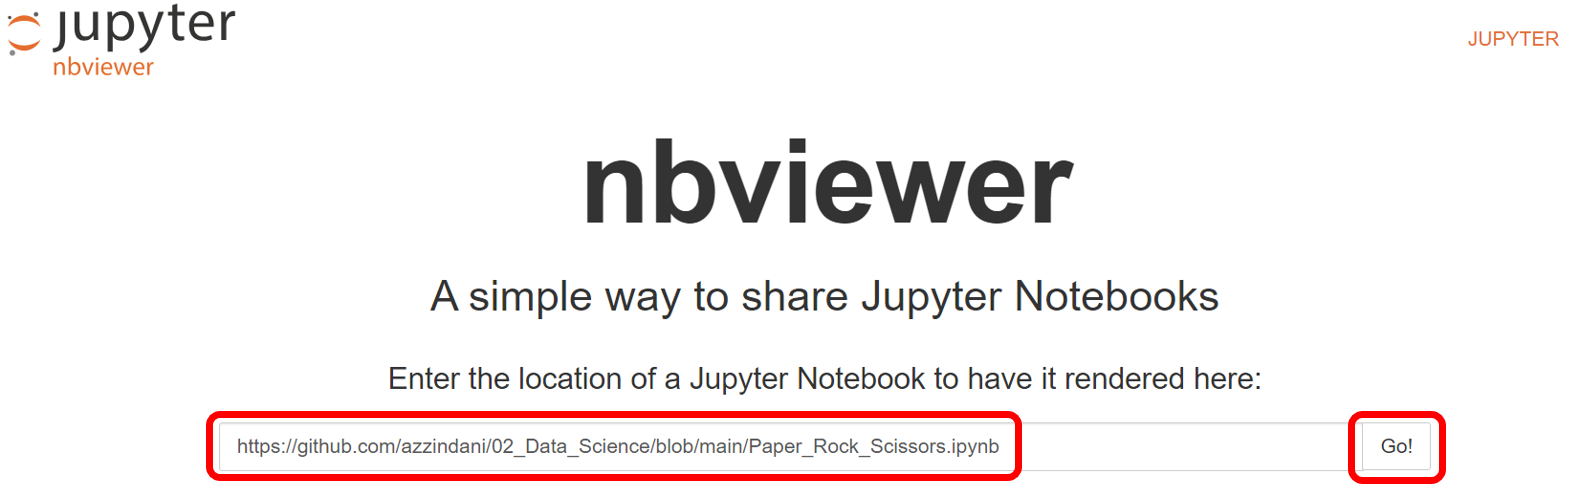 jupyter
nbviewer
JUPYTER
nbviewer
A simple way to share Jupyter Notebooks
Enter the location of a Jupyter Notebook to have it rendered here:
https://github.com/azzindani/02_Data_Science/blob/main/Paper_Rock_Scissors.ipynb Go!